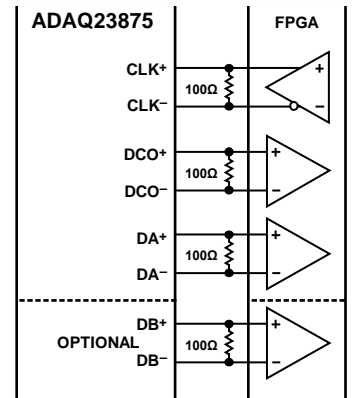 ADAQ23875
FPGA
CLK+
100Ω
+
CLK–
–
DCO+
100Ω
+
DCO–
–
DA+
100Ω
+
DA–
–
OPTIONAL
DB+
100Ω
+
DB–
–